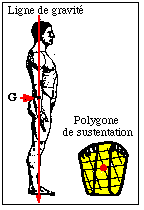 Ligne de gravité
G
Polygone
de sustentation